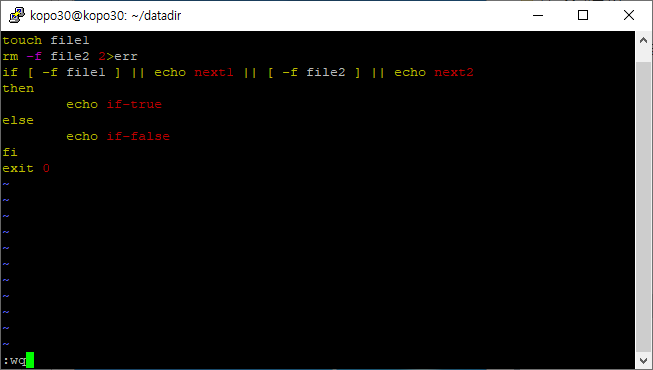 kopo30@kopo30: ~/datadir
touch file1
rm -f file2 2>err
if [ -f file1 ] || echo next1 || [ -f file2 ] || echo next2
then
        echo if-true
else
        echo if-false
fi
exit 0
~
~
~
~
~
~
~
~
~
~
~
:wq